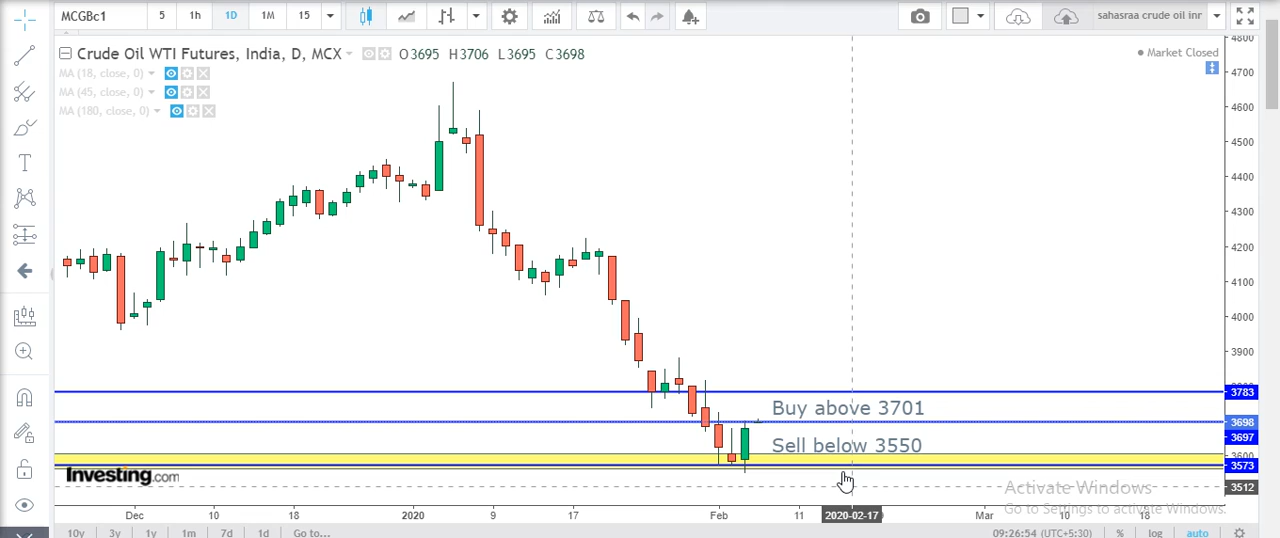 MCGBc1 5 1h 1D 1M 15 sahasraa crude oil inr
Crude Oil WTI Futures, India, D, MCX O3695 H3706 L3695 C3698
Market Closed
MA (18, close, 0)
MA (45, close, 0)
MA (180, close, 0)
4800
4700
4600
4500
4400
4300
4200
4100
4000
3900
3783
Buy above 3701
3698
3697
Sell below 3550
3600
3573
Investing.com
3512
Activate Windows
Go to Settings to activate Windows.
Dec 10 18 2020 9 17 Feb 11 2020-02-17 Mar 10 18
10y 3y 1y 1m 7d 1d Go to... 09:26:54 (UTC+5:30) % log auto